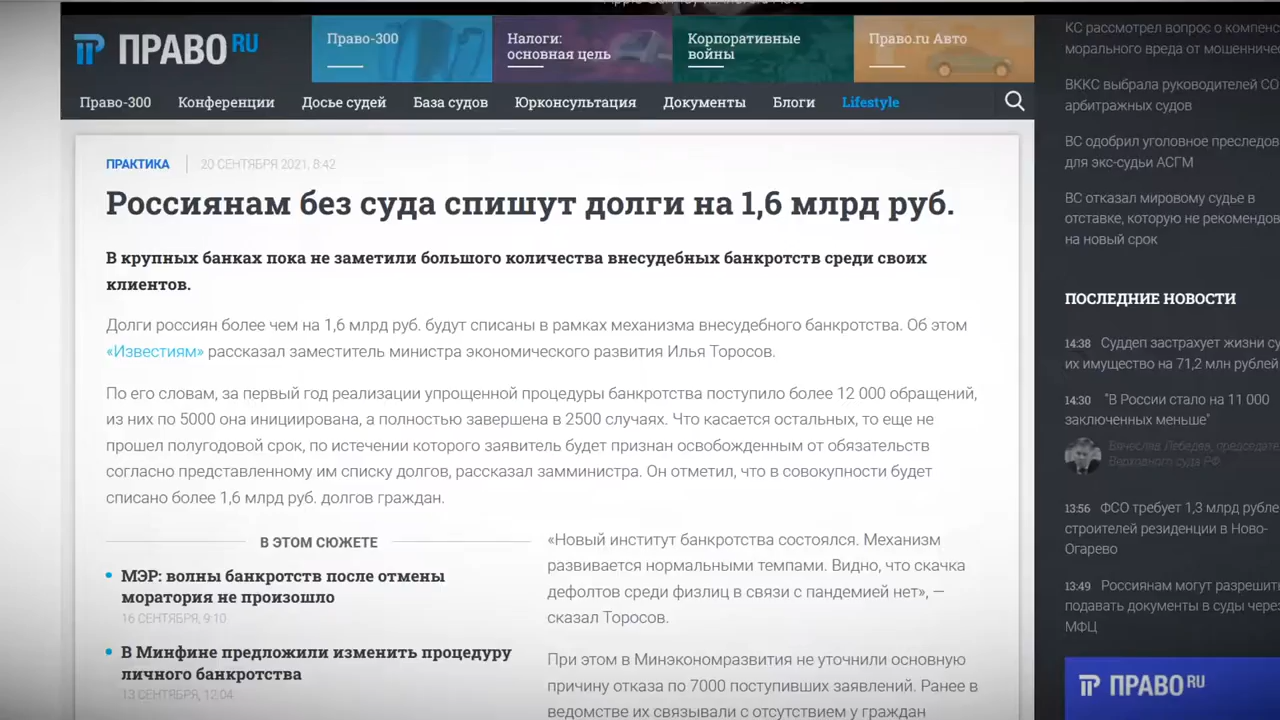 ПРАВО RU
Право-300
Налоги:
основная цель
Корпоративные
войны
Право.ru Авто
Право-300 Конференции Досье судей База судов Юрконсультация Документы Блоги Lifestyle
ПРАКТИКА 20 СЕНТЯБРЯ 2021, 8:42
Россиянам без суда спишут долги на 1,6 млрд руб.
В крупных банках пока не заметили большого количества внесудебных банкротств среди своих
клиентов.
Долги россиян более чем на 1,6 млрд руб. будут списаны в рамках механизма внесудебного банкротства. Об этом
«Известиям» рассказал заместитель министра экономического развития Илья Торосов.
По его словам, за первый год реализации упрощенной процедуры банкротства поступило более 12 000 обращений,
из них по 5000 она инициирована, а полностью завершена в 2500 случаях. Что касается остальных, то еще не
прошел полугодовой срок, по истечении которого заявитель будет признан освобожденным от обязательств
согласно представленному им списку долгов, рассказал замминистра. Он отметил, что в совокупности будет
списано более 1,6 млрд руб. долгов граждан.
В ЭТОМ СЮЖЕТЕ
МЭР: волны банкротств после отмены
моратория не произошло
16 СЕНТЯБРЯ, 9:10
В Минфине предложили изменить процедуру
личного банкротства
13 СЕНТЯБРЯ, 12:04
«Новый институт банкротства состоялся. Механизм
развивается нормальными темпами. Видно, что скачка
дефолтов среди физлиц в связи с пандемией нет», —
сказал Торосов.
При этом в Минэкономразвития не уточнили основную
причину отказа по 7000 поступивших заявлений. Ранее в
ведомстве их связывали с отсутствием у граждан
КС рассмотрел вопрос о компенс
морального вреда от мошенничес
ВККС выбрала руководителей СО
арбитражных судов
ВС одобрил уголовное преследов
для экс-судьи АСГМ
ВС отказал мировому судье в
отставке, которую не рекомендов
на новый срок
ПОСЛЕДНИЕ НОВОСТИ
14:38 Суддеп застрахует жизни су
их имущество на 71,2 млн рублей
14:30 "В России стало на 11 000
заключенных меньше"
Вячеслав Лебедев, председате
Верховного суда РФ
13:56 ФСО требует 1,3 млрд рубле
строителей резиденции в Ново-
Огарево
13:49 Россиянам могут разрешить
подавать документы в суды через
МФЦ
ПРАВО RU